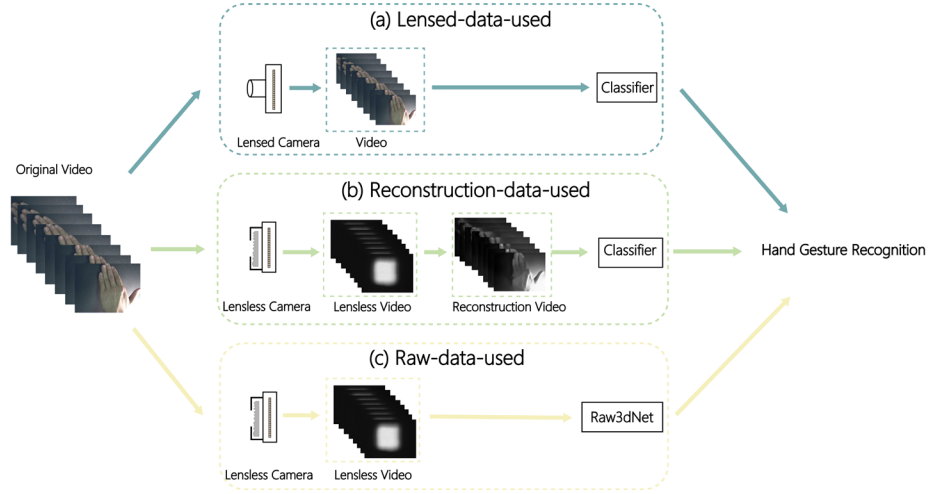 (a) Lensed-data-used
Classifier
Lensed Camera
Video
Original Video
(b) Reconstruction-data-used
Classifier
Hand Gesture Recognition
Lensless Camera
Lensless Video
Reconstruction Video
(c) Raw-data-used
Raw3dNet
Lensless Camera
Lensless Video